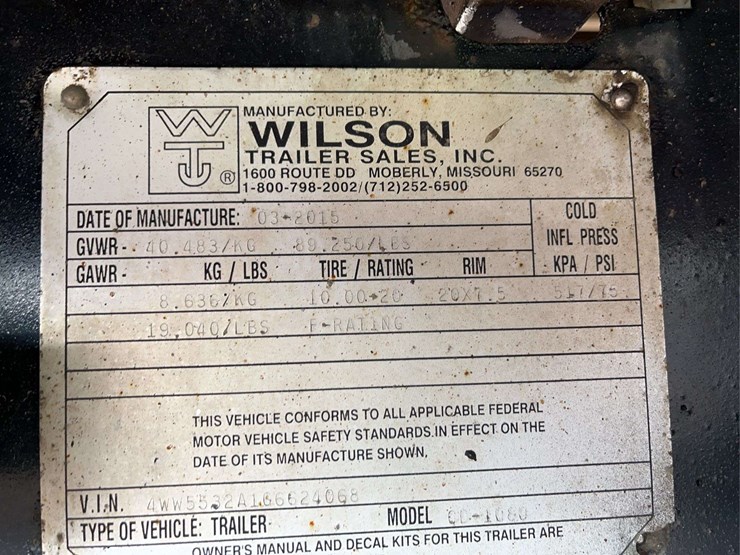 WT ®
MANUFACTURED BY:
WILSON
TRAILER SALES, INC.
1600 ROUTE DD MOBERLY, MISSOURI 65270
1-800-798-2002/(712)252-6500
DATE OF MANUFACTURE: 03-2015
COLD
GVWR - 40,483/KG 89,250/LBS
INFL PRESS
GAWR - KG / LBS TIRE / RATING RIM KPA / PSI
8,636/KG 10.00-20 20X7.5 517/75
19,040/LBS F-RATING
THIS VEHICLE CONFORMS TO ALL APPLICABLE FEDERAL
MOTOR VEHICLE SAFETY STANDARDS IN EFFECT ON THE
DATE OF ITS MANUFACTURE SHOWN.
V.I.N. 4WW5532A166624068
TYPE OF VEHICLE: TRAILER MODEL CD-1080
OWNER'S MANUAL AND DECAL KITS FOR THIS TRAILER ARE